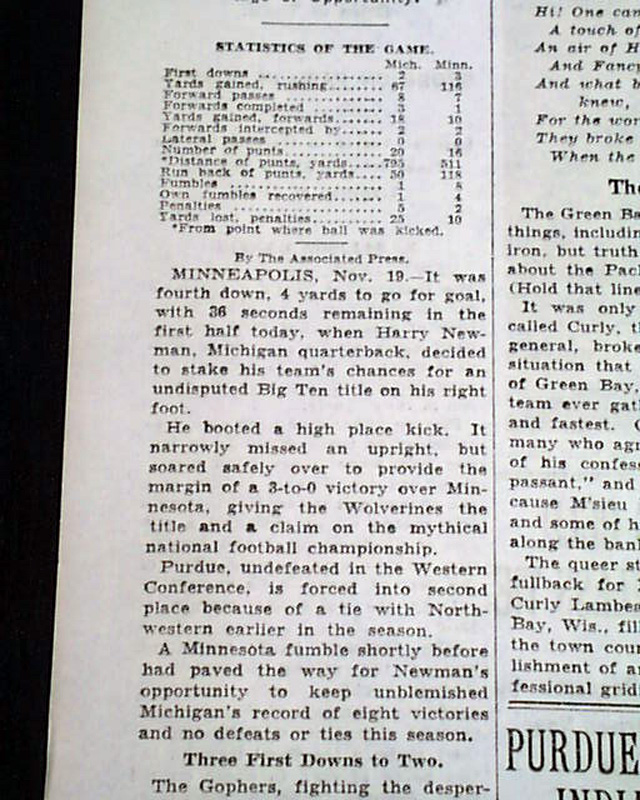 of Opportunity.
STATISTICS OF THE GAME.
Mich. Minn.
First downs .............. 2 3
Yards gained, rushing........ 67 116
Forward passes .............. 8 7
Forwards completed ........... 3 1
Yards gained, forwards........ 18 10
Forwards intercepted by...... 2 2
Lateral passes .............. 0 0
Number of punts.............. 20 16
*Distance of punts, yards.....795 511
Run back of punts, yards.... 50 118
Fumbles ..................... 1 8
Own fumbles recovered........ 1 4
Penalties ................... 5 2
Yards lost, penalties........ 25 10
*From point where ball was kicked.
By The Associated Press.
MINNEAPOLIS, Nov. 19.—It was
fourth down, 4 yards to go for goal,
with 36 seconds remaining in the
first half today, when Harry New-
man, Michigan quarterback, decided
to stake his team's chances for an
undisputed Big Ten title on his right
foot.
He booted a high place kick. It
narrowly missed an upright, but
soared safely over to provide the
margin of a 3-to-0 victory over Min-
nesota, giving the Wolverines the
title and a claim on the mythical
national football championship.
Purdue, undefeated in the Western
Conference, is forced into second
place because of a tie with North-
western earlier in the season.
A Minnesota fumble shortly before
had paved the way for Newman's
opportunity to keep unblemished
Michigan's record of eight victories
and no defeats or ties this season.
Three First Downs to Two.
The Gophers, fighting the desper-
Hi! One can
A touch of
An air of H
And Fanc
And what b
knew,
For the wor
They broke
When the
Th
The Green Ba
things, includin
iron, but truth
about the Pac
(Hold that line
It was only
called Curly, t
general, broke
situation that
of Green Bay,
team ever gat
and fastest.
many who agr
of his confes
passant," and
cause M'sieu
and some of h
along the ban
The queer st
fullback for
Curly Lambea
Bay, Wis., fil
the town cour
lishment of a
fessional grid
PURDUE
INDI